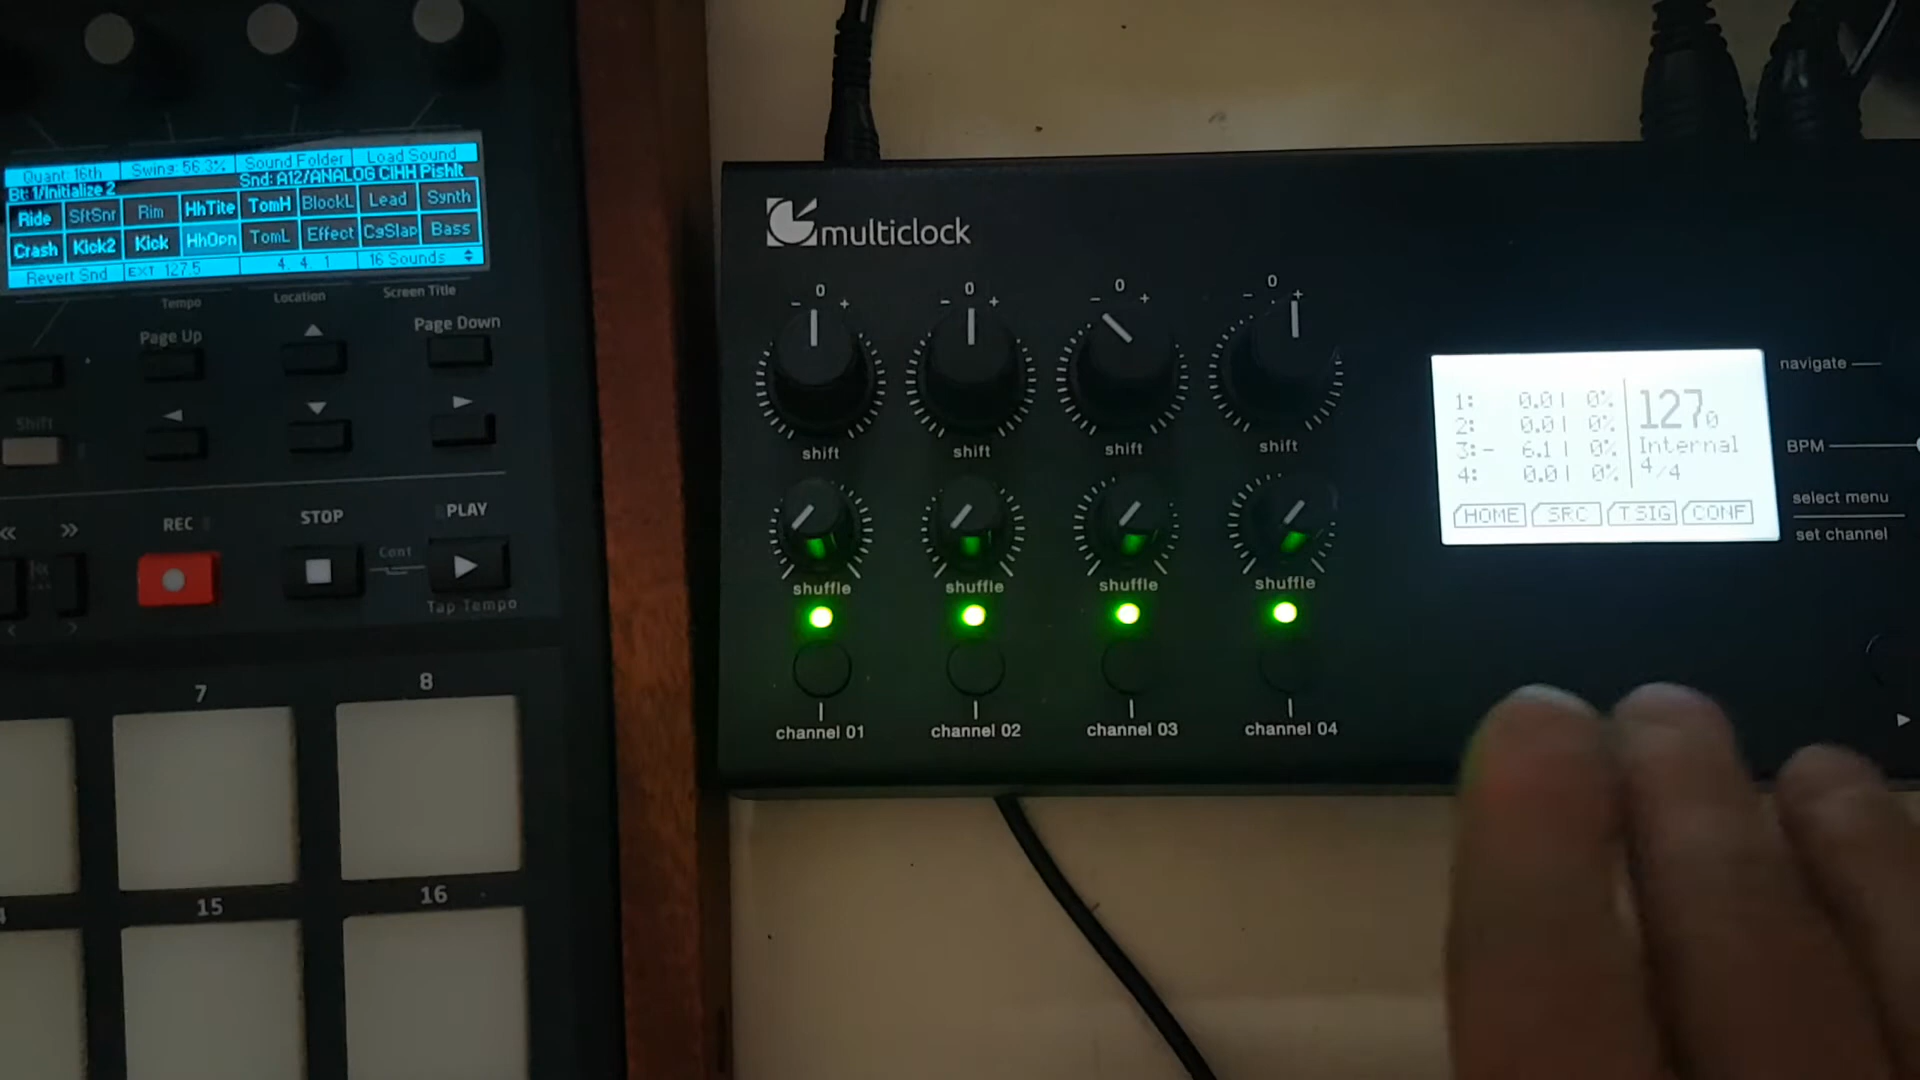 Quant: 16th Swing: 56.3% Sound Folder Load Sound
Bt: 1/Initialize 2 Snd: A12/ANALOG ClHH Pishlt
Ride SftSnr Rim HhTite TomH BlockL Lead Synth
Crash Kick2 Kick HhOpn TomL Effect CgSlap Bass
Revert Snd EXT 127.5 4. 4. 1 16 Sounds
Tempo Location Screen Title
Page Up Page Down
Shift
REC STOP PLAY
Cont
Tap Tempo
7 8
15 16
multiclock
- 0 + - 0 + - 0 + - 0 +
shift shift shift shift
shuffle shuffle shuffle shuffle
channel 01 channel 02 channel 03 channel 04
1: 0.0| 0%
2: 0.0| 0%
3:- 6.1| 0%
4: 0.0| 0%
127.0
Internal
4/4
HOME SRC TSIG CONF
navigate
BPM
select menu
set channel